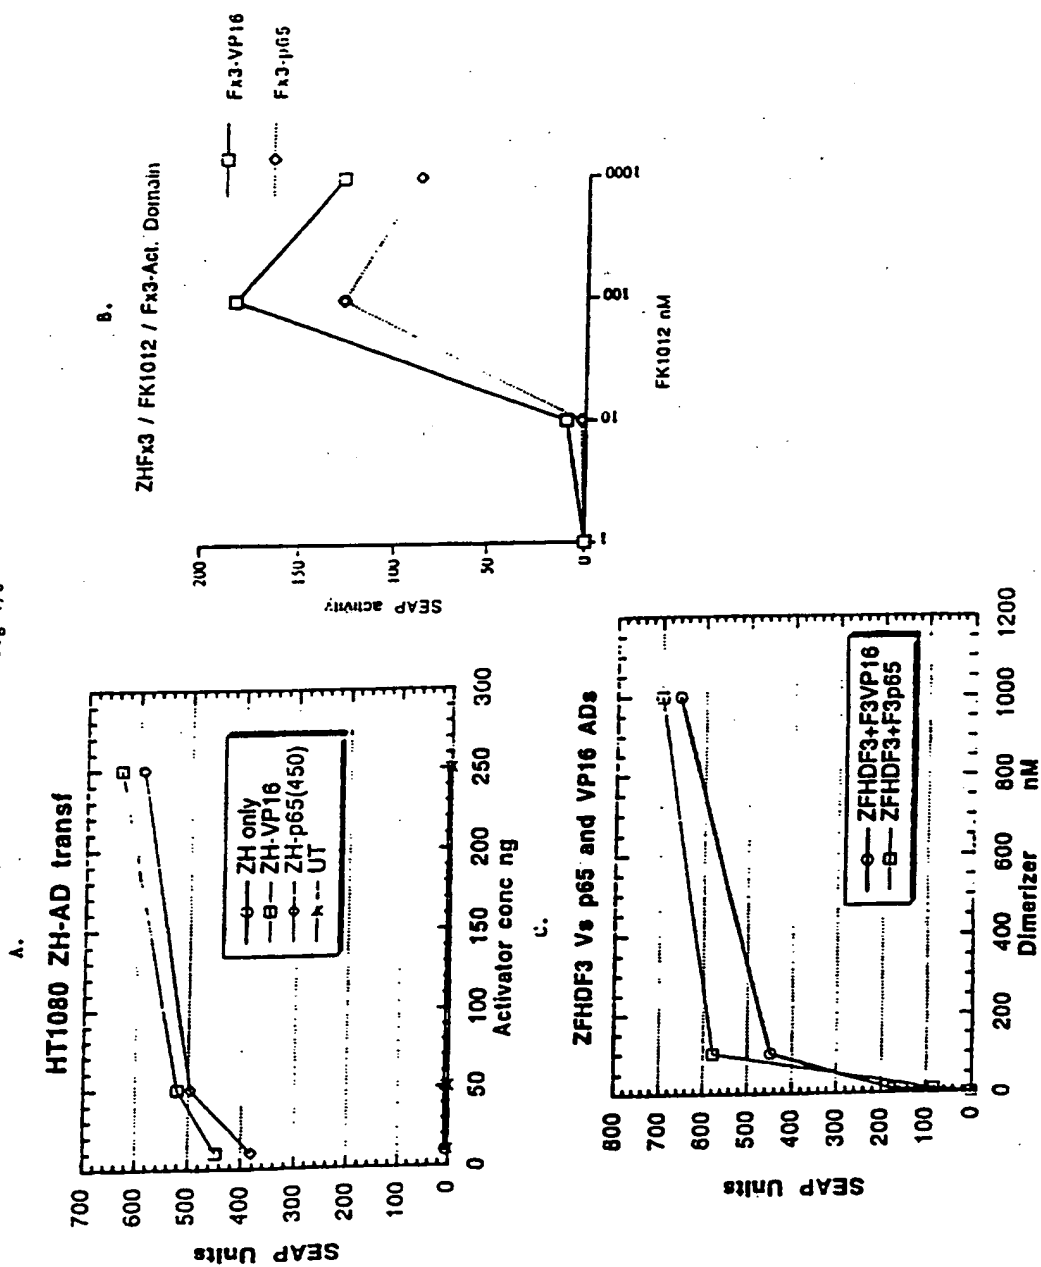 A.
HT1080 ZH-AD transf
700
600
500
400
300
200
100
0
SEAP Units
ZH only
ZH-VP16
ZH-p65(450)
UT
0
50
100
150
200
250
300
Activator conc ng
B.
ZHFx3 / FK1012 / Fx3-Act. Domain
200
150
100
50
0
SEAP activity
Fx3-VP16
Fx3-p65
1
10
100
1000
FK1012 nM
C.
ZFHDF3 Vs p65 and VP16 ADs
800
700
600
500
400
300
200
100
0
SEAP Units
ZFHDF3+F3VP16
ZFHDF3+F3p65
0
200
400
600
800
1000
1200
Dimerizer nM